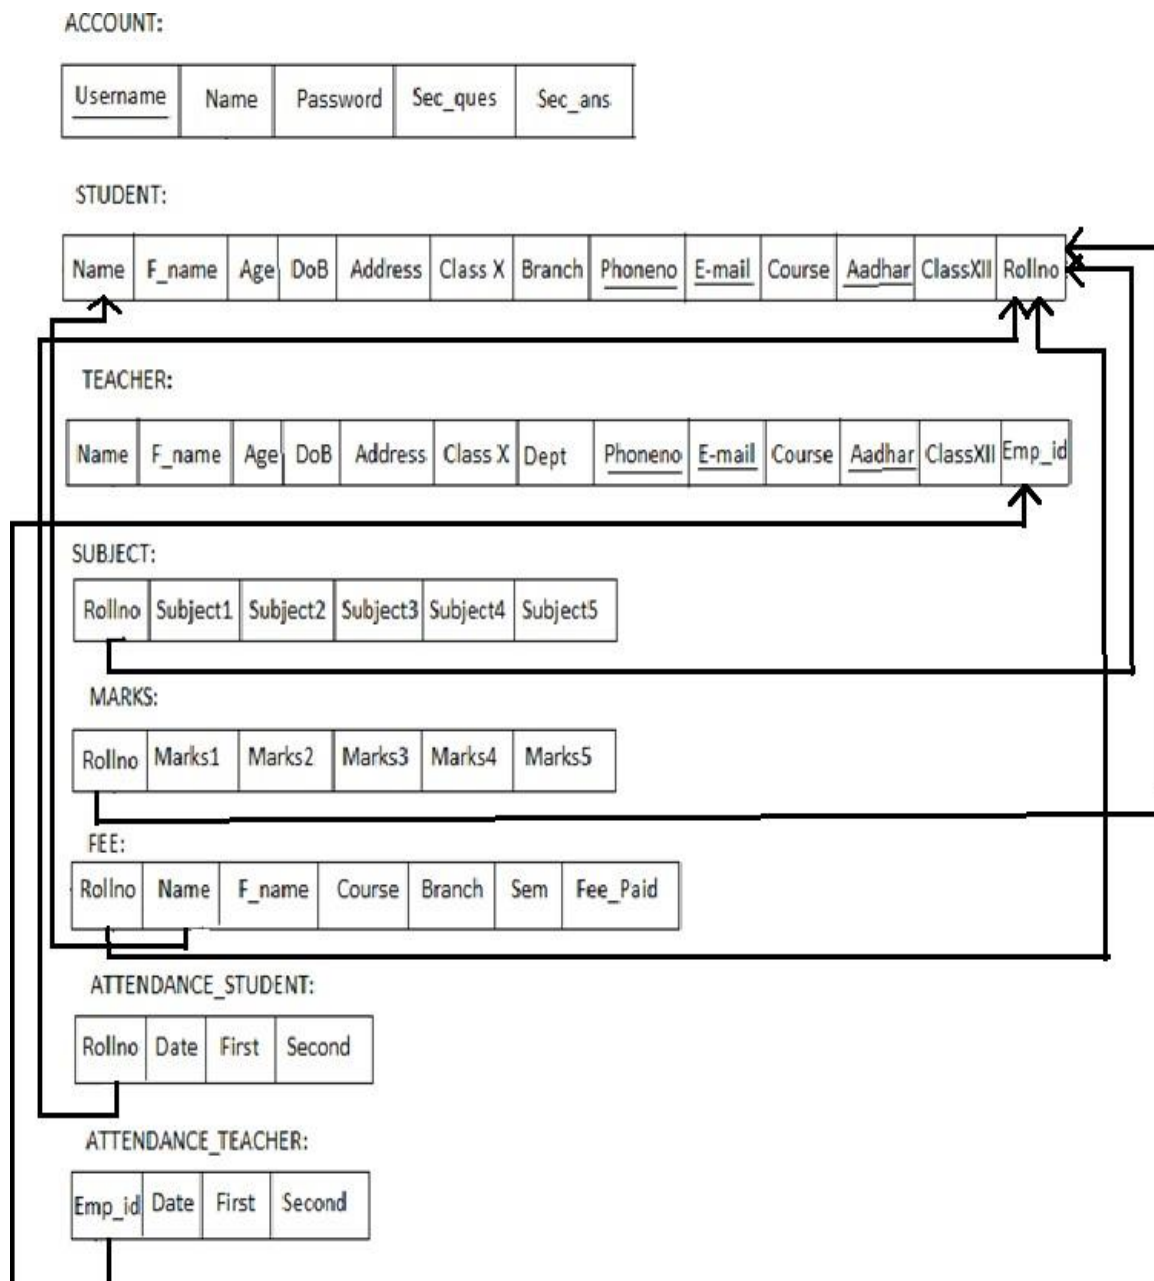 ACCOUNT:
Username Name Password Sec_ques Sec_ans
STUDENT:
Name F_name Age DoB Address Class X Branch Phoneno E-mail Course Aadhar ClassXII Rollno
TEACHER:
Name F_name Age DoB Address Class X Dept Phoneno E-mail Course Aadhar ClassXII Emp_id
SUBJECT:
Rollno Subject1 Subject2 Subject3 Subject4 Subject5
MARKS:
Rollno Marks1 Marks2 Marks3 Marks4 Marks5
FEE:
Rollno Name F_name Course Branch Sem Fee_Paid
ATTENDANCE_STUDENT:
Rollno Date First Second
ATTENDANCE_TEACHER:
Emp_id Date First Second